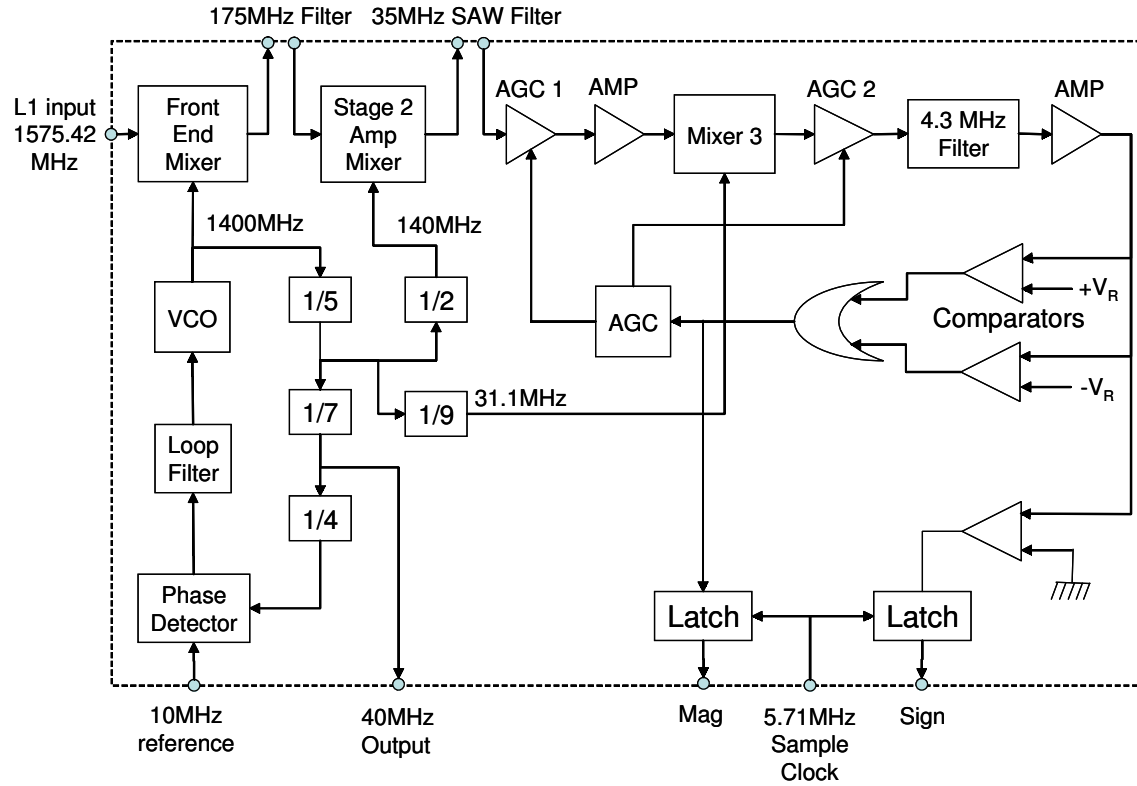 175MHz Filter
35MHz SAW Filter
L1 input
1575.42
MHz
Front
End
Mixer
Stage 2
Amp
Mixer
AGC 1
AMP
Mixer 3
AGC 2
4.3 MHz
Filter
AMP
1400MHz
140MHz
VCO
1/5
1/2
AGC
+VR
Comparators
-VR
1/7
1/9
31.1MHz
Loop
Filter
1/4
Phase
Detector
Latch
Latch
10MHz
reference
40MHz
Output
Mag
5.71MHz
Sample
Clock
Sign